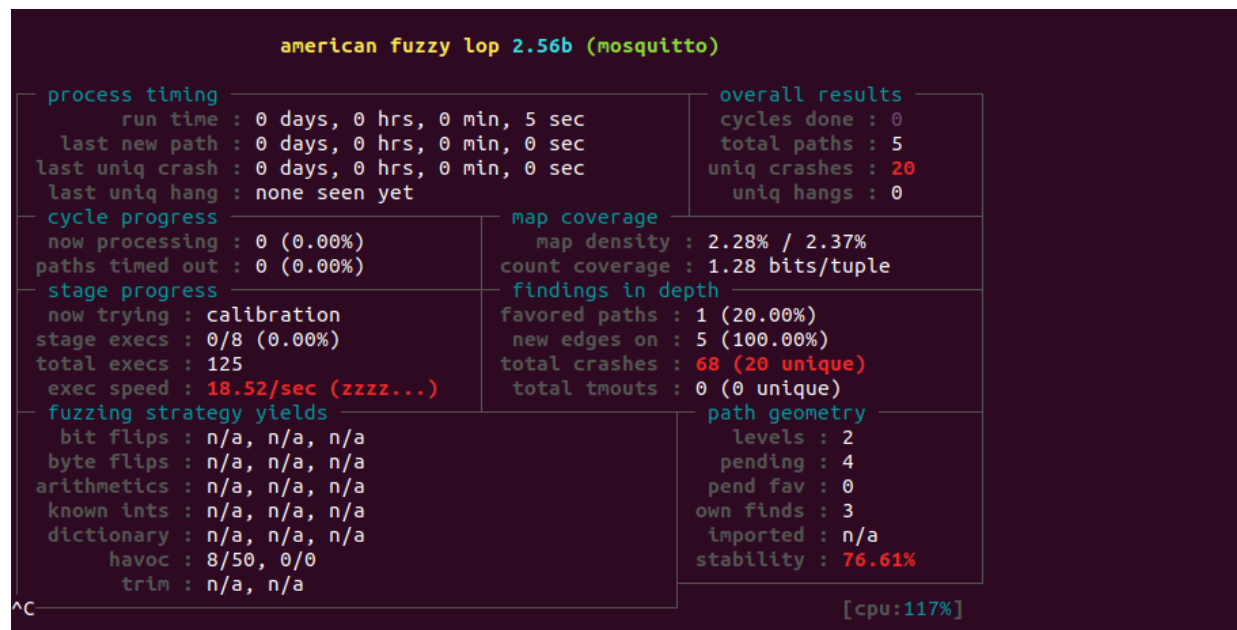 american fuzzy lop 2.56b (mosquitto)
process timing
run time : 0 days, 0 hrs, 0 min, 5 sec
last new path : 0 days, 0 hrs, 0 min, 0 sec
last uniq crash : 0 days, 0 hrs, 0 min, 0 sec
last uniq hang : none seen yet
overall results
cycles done : 0
total paths : 5
uniq crashes : 20
uniq hangs : 0
cycle progress
now processing : 0 (0.00%)
paths timed out : 0 (0.00%)
map coverage
map density : 2.28% / 2.37%
count coverage : 1.28 bits/tuple
stage progress
now trying : calibration
stage execs : 0/8 (0.00%)
total execs : 125
exec speed : 18.52/sec (zzzz...)
findings in depth
favored paths : 1 (20.00%)
new edges on : 5 (100.00%)
total crashes : 68 (20 unique)
total tmouts : 0 (0 unique)
fuzzing strategy yields
bit flips : n/a, n/a, n/a
byte flips : n/a, n/a, n/a
arithmetics : n/a, n/a, n/a
known ints : n/a, n/a, n/a
dictionary : n/a, n/a, n/a
havoc : 8/50, 0/0
trim : n/a, n/a
path geometry
levels : 2
pending : 4
pend fav : 0
own finds : 3
imported : n/a
stability : 76.61%
^C
[cpu:117%]